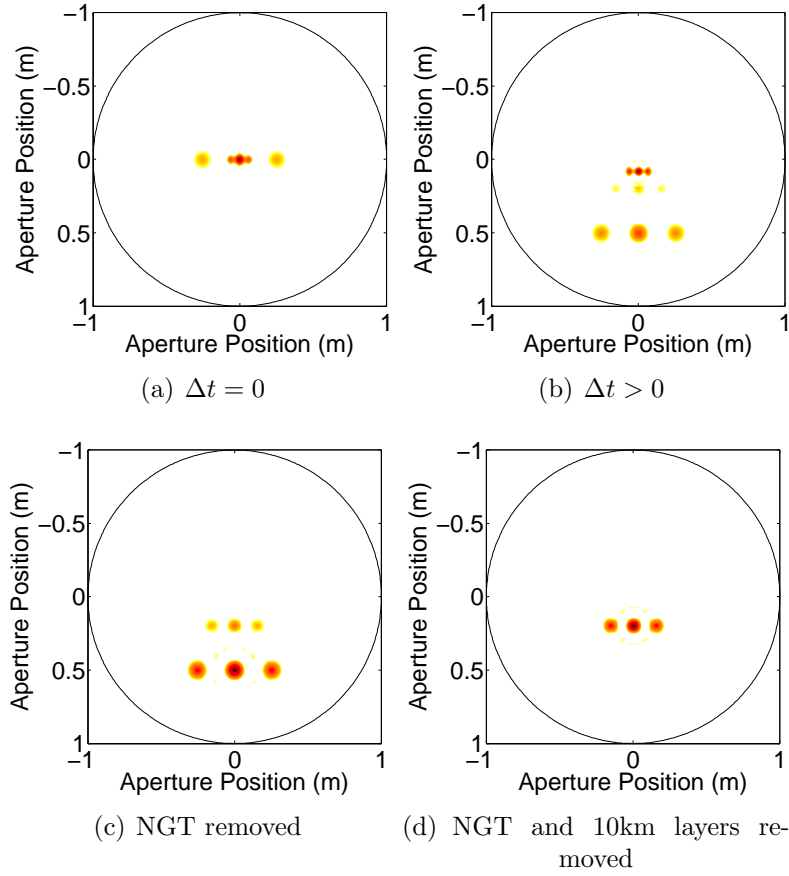 −1
−0.5
0
0.5
1
−1 0 1
Aperture Position (m)
Aperture Position (m)
(a) Δt = 0
−1
−0.5
0
0.5
1
−1 0 1
Aperture Position (m)
Aperture Position (m)
(b) Δt > 0
−1
−0.5
0
0.5
1
−1 0 1
Aperture Position (m)
Aperture Position (m)
(c) NGT removed
−1
−0.5
0
0.5
1
−1 0 1
Aperture Position (m)
Aperture Position (m)
(d) NGT and 10km layers re-
moved